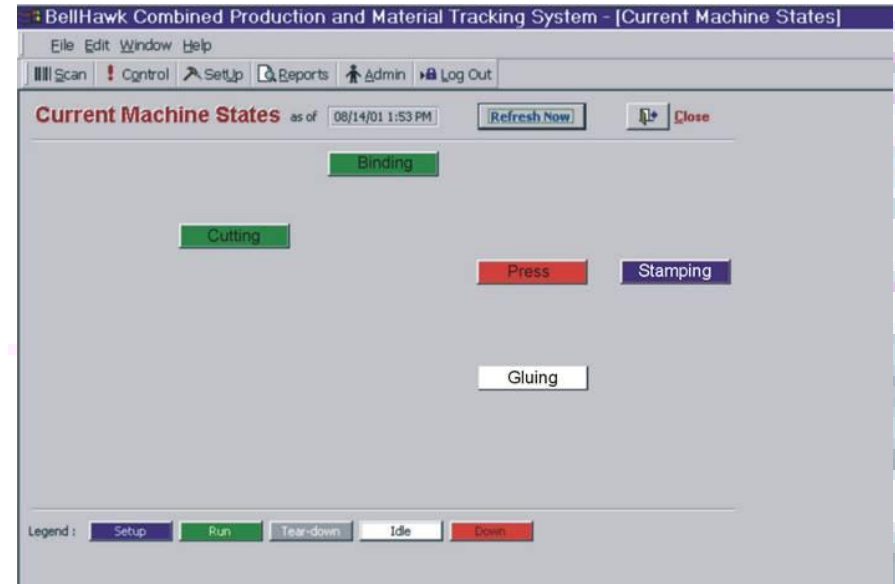 BellHawk Combined Production and Material Tracking System - [Current Machine States]
File Edit Window Help
Scan Control SetUp Reports Admin Log Out
Current Machine States as of 08/14/01 1:53 PM Refresh Now Close
Binding
Cutting
Press Stamping
Gluing
Legend : Setup Run Tear-down Idle Down